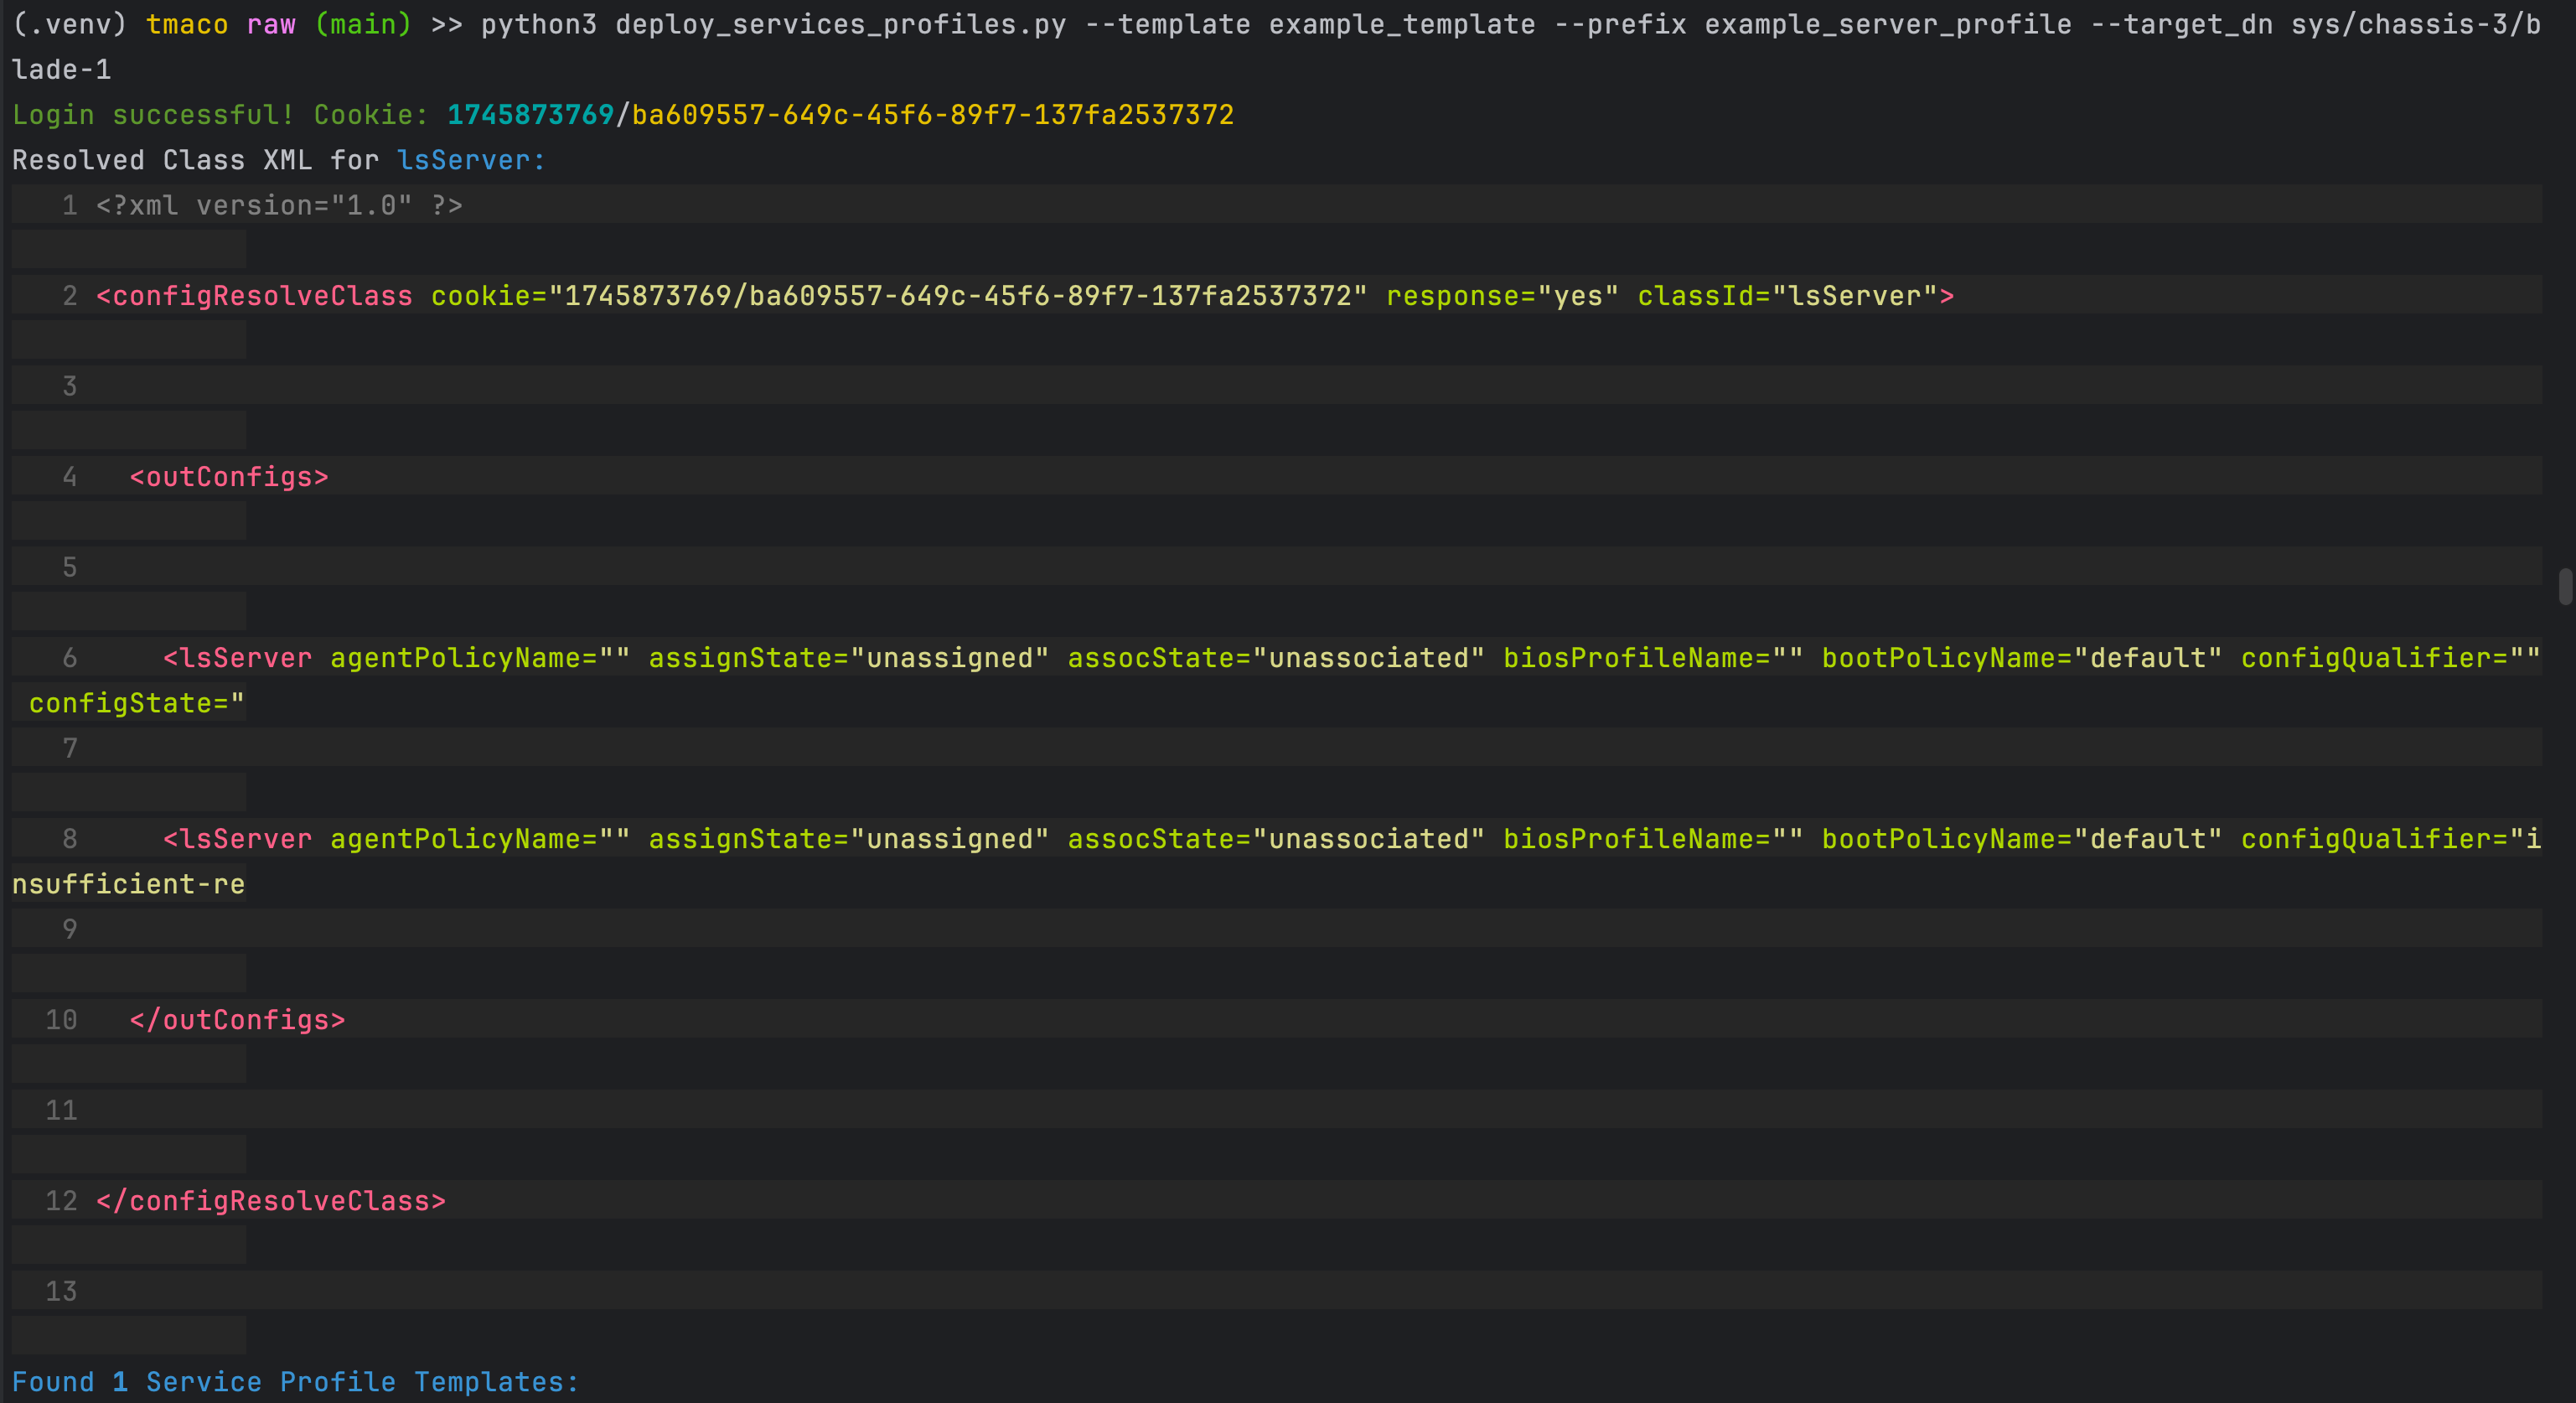 (.venv) tmaco raw (main) >> python3 deploy_services_profiles.py --template example_template --prefix example_server_profile --target_dn sys/chassis-3/b
lade-1
Login successful! Cookie: 1745873769/ba609557-649c-45f6-89f7-137fa2537372
Resolved Class XML for lsServer:
1 <?xml version="1.0" ?>
2 <configResolveClass cookie="1745873769/ba609557-649c-45f6-89f7-137fa2537372" response="yes" classId="lsServer">
3
4   <outConfigs>
5
6     <lsServer agentPolicyName="" assignState="unassigned" assocState="unassociated" biosProfileName="" bootPolicyName="default" configQualifier=""
 configState="
7
8     <lsServer agentPolicyName="" assignState="unassigned" assocState="unassociated" biosProfileName="" bootPolicyName="default" configQualifier="i
nsufficient-re
9
10   </outConfigs>
11
12 </configResolveClass>
13
Found 1 Service Profile Templates: